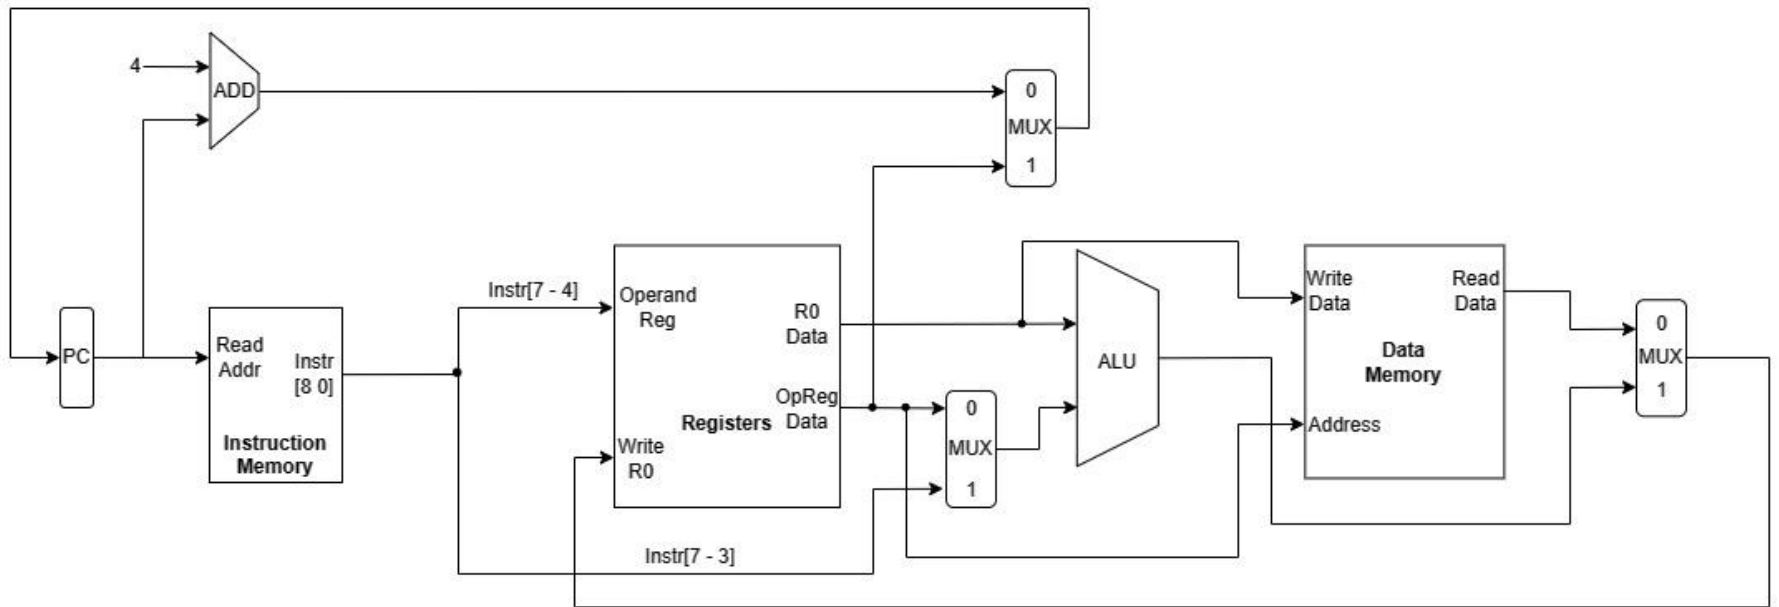 4
ADD
0
MUX
1
PC
Read
Addr
Instr
[8 0]
Instruction
Memory
Instr[7 - 4]
Operand
Reg
R0
Data
OpReg
Data
Registers
Write
R0
Instr[7 - 3]
0
MUX
1
ALU
Write
Data
Read
Data
Data
Memory
Address
0
MUX
1